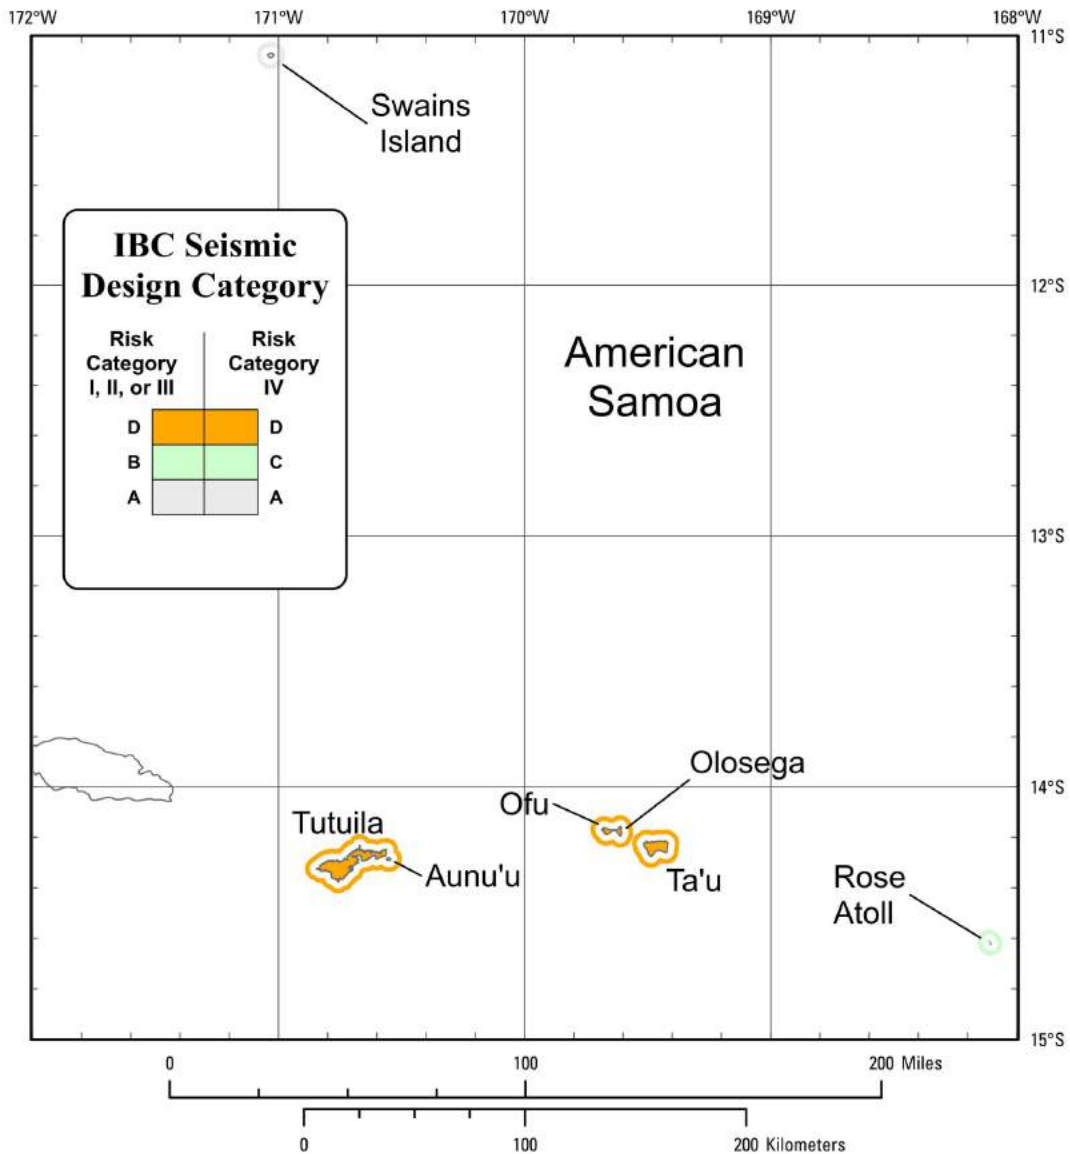 172°W 171°W 170°W 169°W 168°W
11°S
Swains
Island
IBC Seismic
Design Category
Risk
Category
I, II, or III
Risk
Category
IV
D D
B C
A A
12°S
American
Samoa
13°S
Olosega
14°S
Ofu
Tutuila
Aunu'u
Ta'u
Rose
Atoll
15°S
0 100 200 Miles
0 100 200 Kilometers